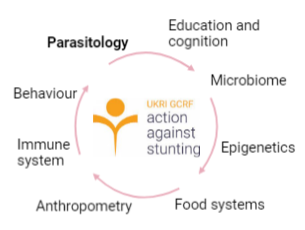 Education and
cognition
Parasitology
Microbiome
Behaviour
UKRI GCRF
action
against
stunting
Immune
system
Epigenetics
Anthropometry
Food systems